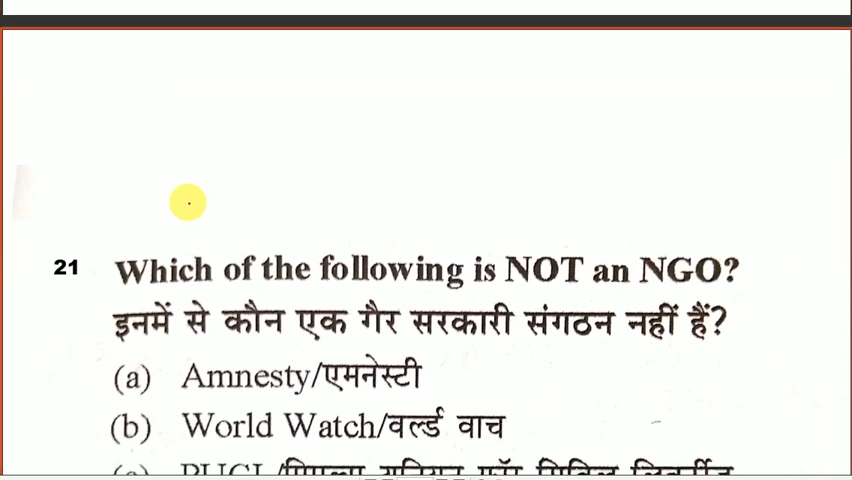 21 Which of the following is NOT an NGO?
इनमें से कौन एक गैर सरकारी संगठन नहीं हैं?
(a) Amnesty/एमनेस्टी
(b) World Watch/वर्ल्ड वाच
(c) PUCL/